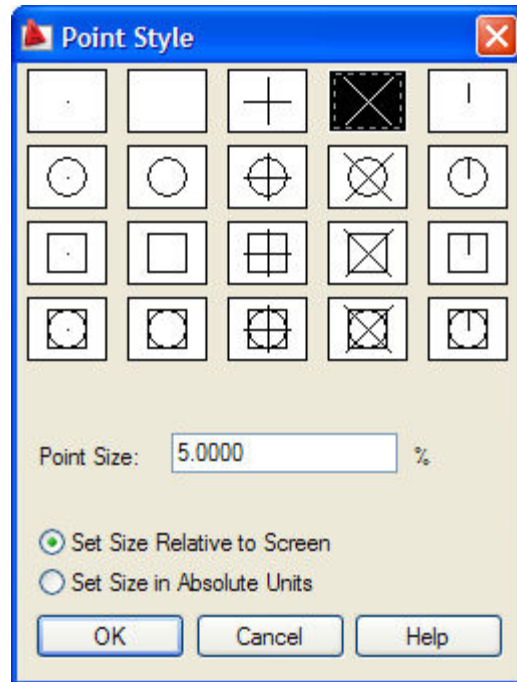 Point Style
Point Size: 5.0000 %
Set Size Relative to Screen
Set Size in Absolute Units
OK Cancel Help